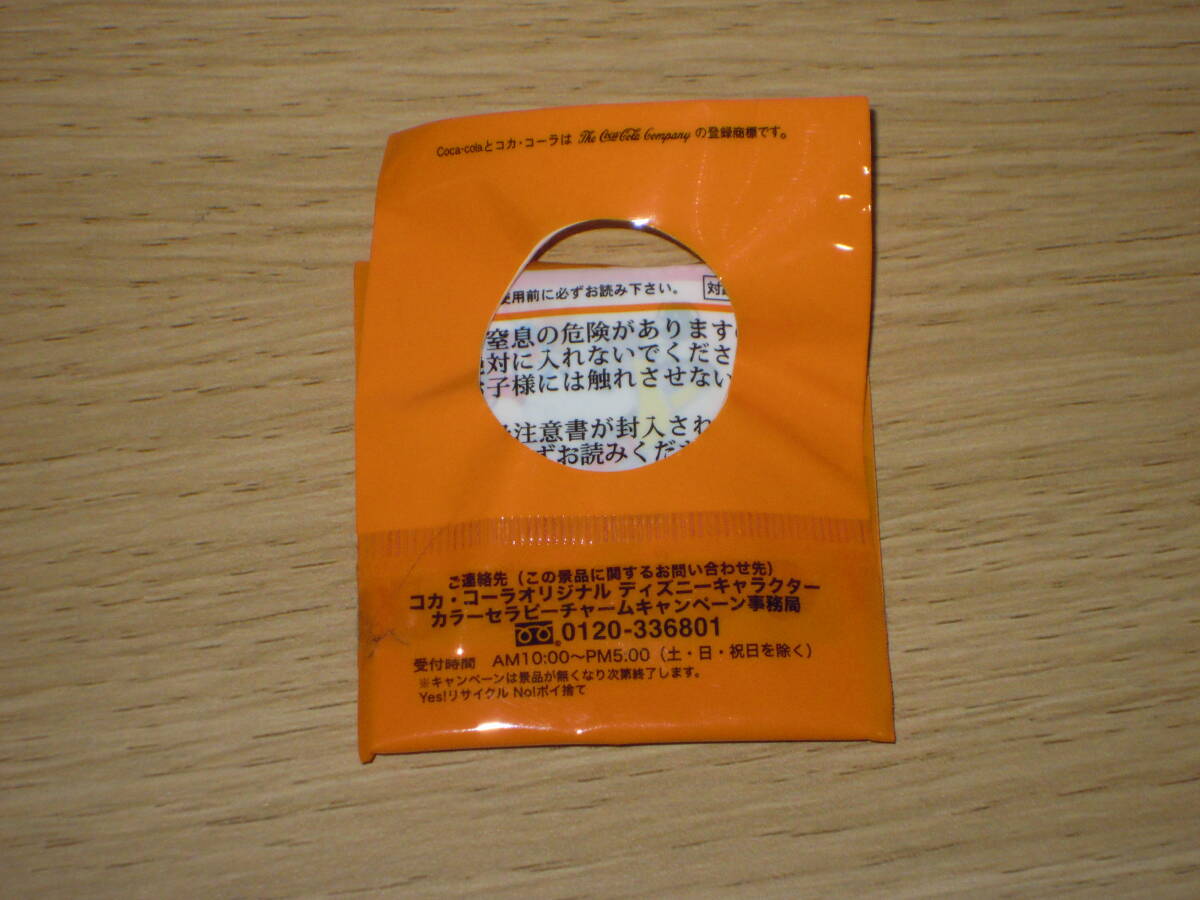 Coca-colaとコカ・コーラは The Coca-Cola Company の登録商標です。
使用前に必ずお読み下さい。 対
窒息の危険があります
対に入れないでくださ
子様には触れさせない
注意書が封入され
ずお読みくださ
ご連絡先（この景品に関するお問い合わせ先）
コカ・コーラオリジナル ディズニーキャラクター
カラーセラピーチャームキャンペーン事務局
0120-336801
受付時間 AM10:00〜PM5.00（土・日・祝日を除く）
※キャンペーンは景品が無くなり次第終了します。
Yes!リサイクル No!ポイ捨て